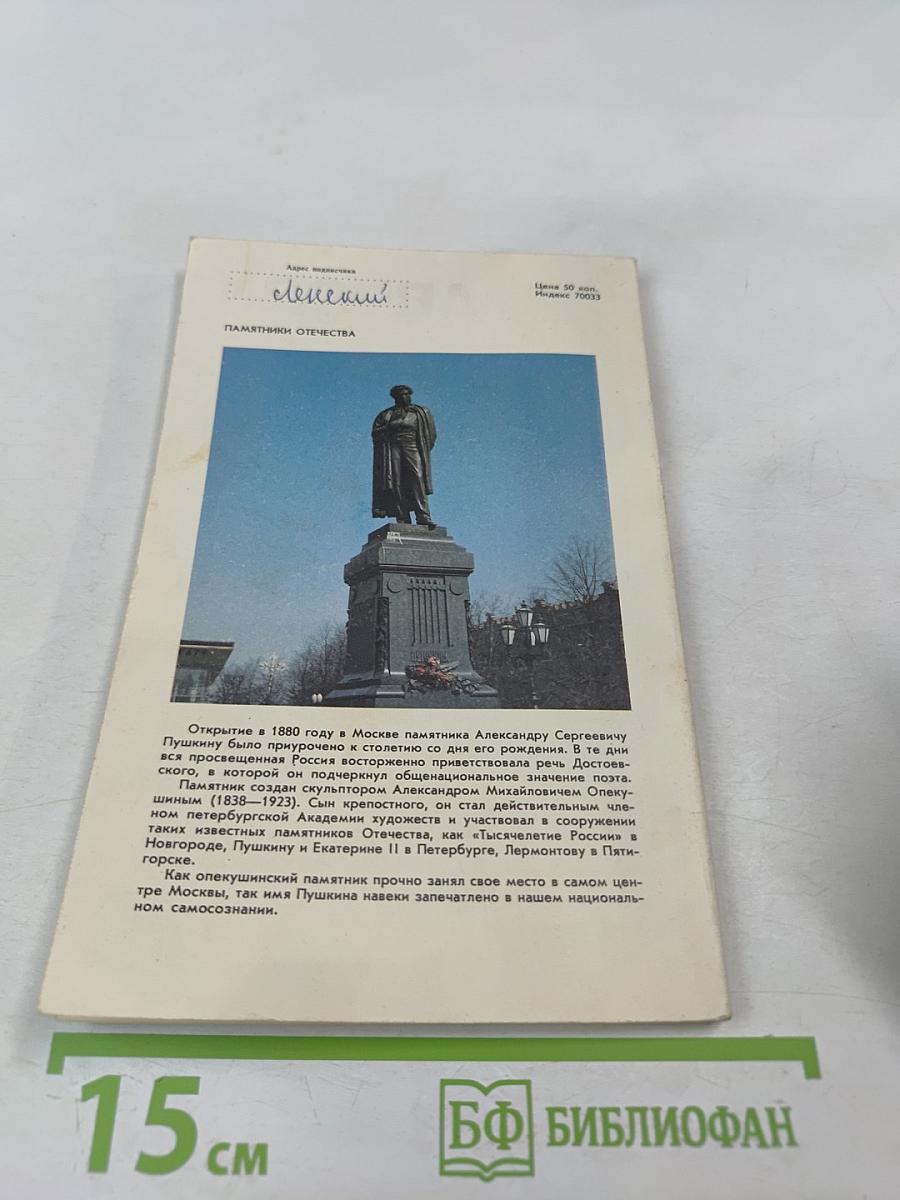 Адрес подписчика
Ленский
Цена 50 коп.
Индекс 70033
ПАМЯТНИКИ ОТЕЧЕСТВА
Открытие в 1880 году в Москве памятника Александру Сергеевичу
Пушкину было приурочено к столетию со дня его рождения. В те дни
вся просвещенная Россия восторженно приветствовала речь Достоев-
ского, в которой он подчеркнул общенациональное значение поэта.
Памятник создан скульптором Александром Михайловичем Опеку-
шиным (1838—1923). Сын крепостного, он стал действительным чле-
ном петербургской Академии художеств и участвовал в сооружении
таких известных памятников Отечества, как «Тысячелетие России» в
Новгороде, Пушкину и Екатерине II в Петербурге, Лермонтову в Пяти-
горске.
Как опекушинский памятник прочно занял свое место в самом цен-
тре Москвы, так имя Пушкина навеки запечатлено в нашем националь-
ном самосознании.
15 см
БФ БИБЛИОФАН